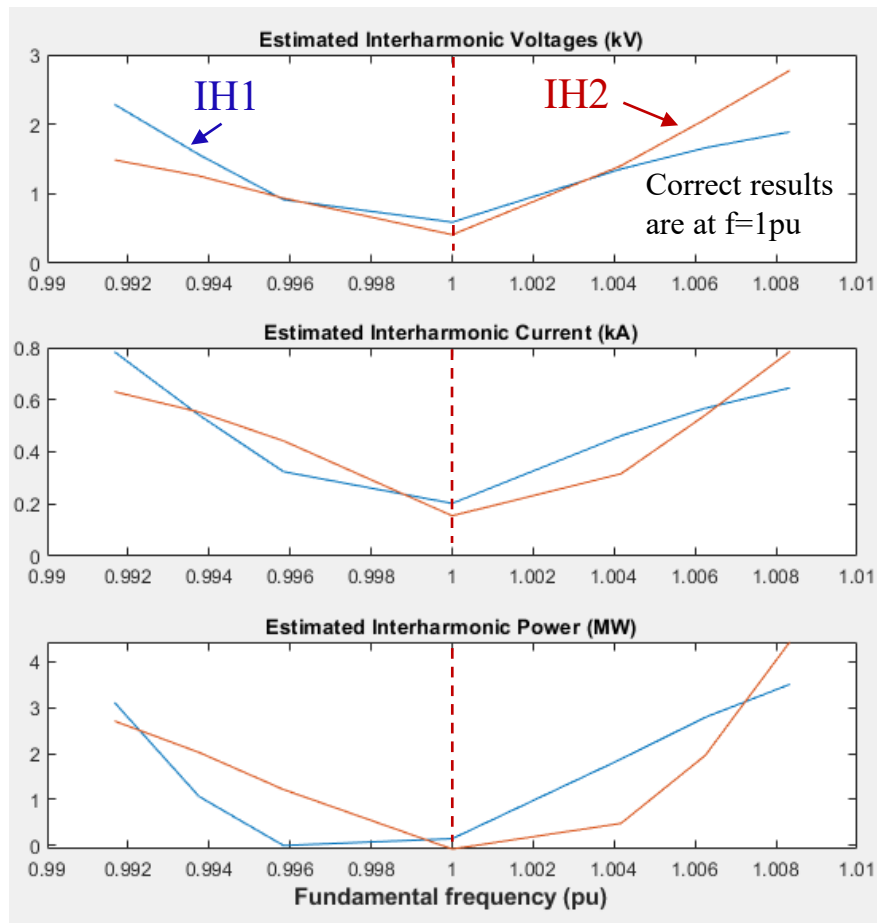 Estimated Interharmonic Voltages (kV)
3
2
1
0
IH1
IH2
Correct results
are at f=1pu
0.99 0.992 0.994 0.996 0.998 1 1.002 1.004 1.006 1.008 1.01
Estimated Interharmonic Current (kA)
0.8
0.6
0.4
0.2
0
0.99 0.992 0.994 0.996 0.998 1 1.002 1.004 1.006 1.008 1.01
Estimated Interharmonic Power (MW)
4
3
2
1
0
0.99 0.992 0.994 0.996 0.998 1 1.002 1.004 1.006 1.008 1.01
Fundamental frequency (pu)